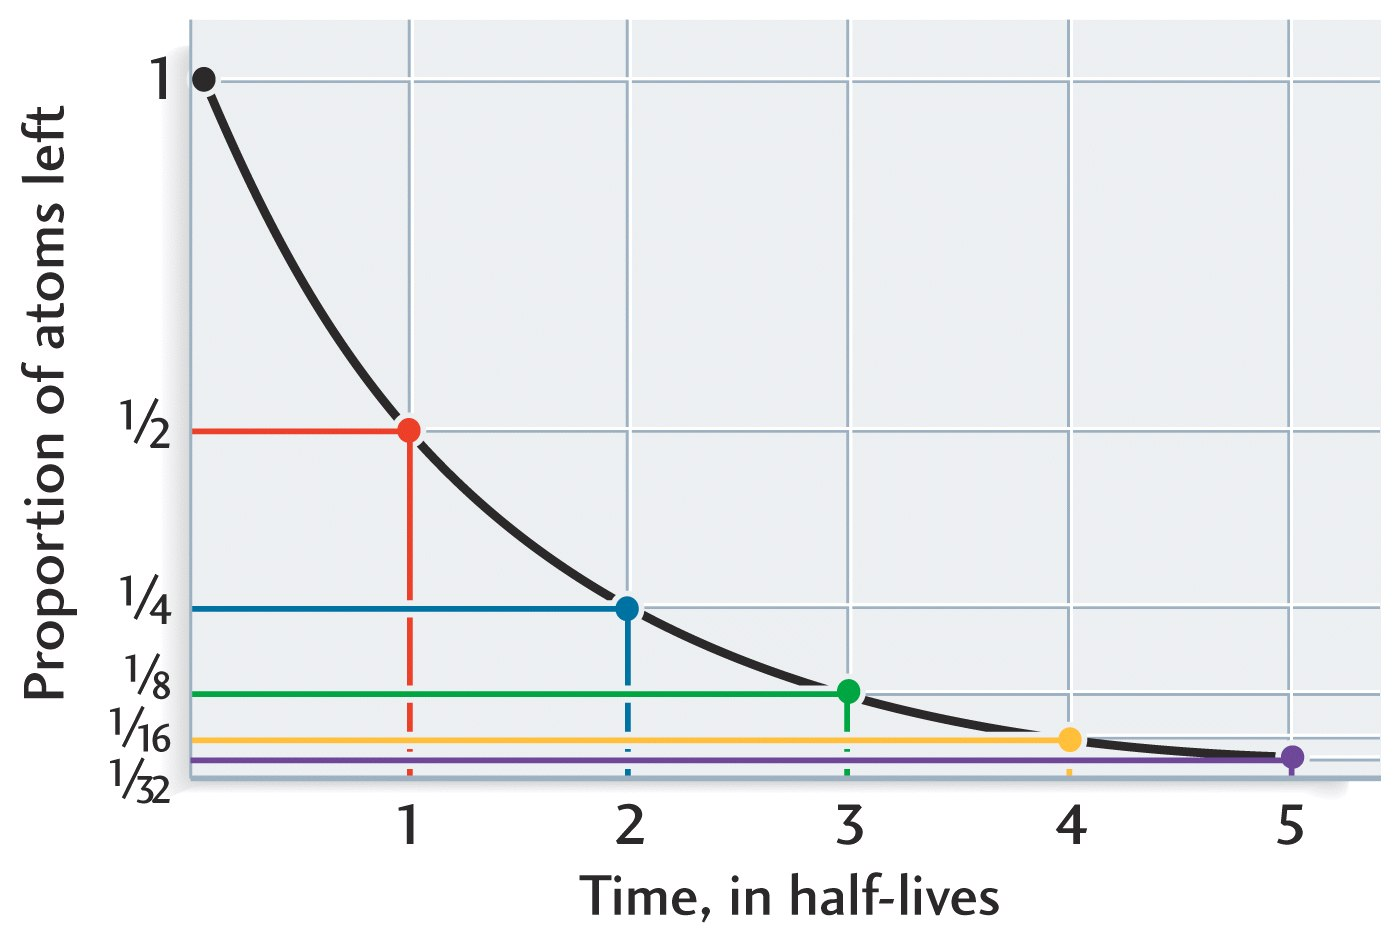 Proportion of atoms left
1
1/2
1/4
1/8
1/16
1/32
1 2 3 4 5
Time, in half-lives